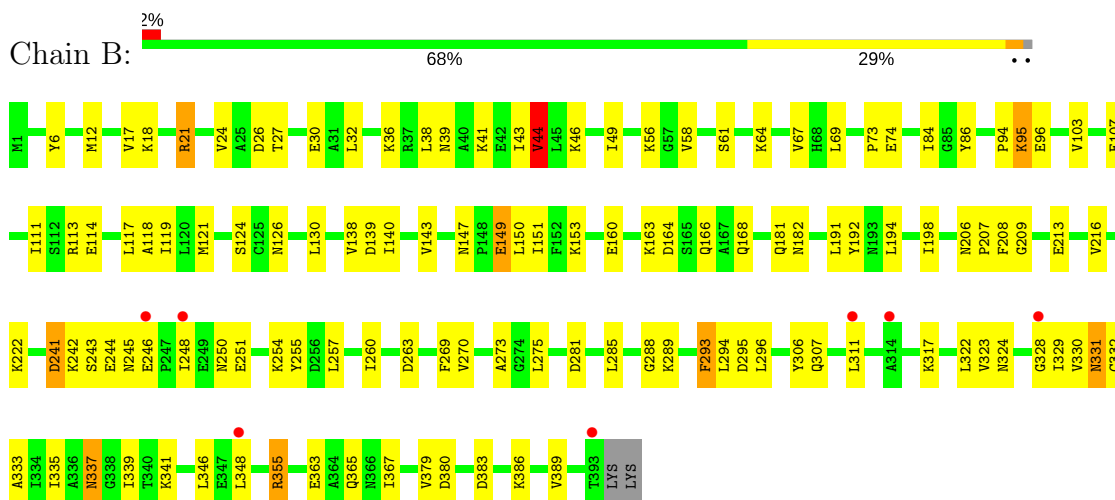 2%
Chain B:
68% 29% • •
M1 Y6 M12 V17 K18 R21 V24 A25 D26 T27 E30 A31 L32 K36 R37 L38 N39 A40 K41 E42 I43 V44 L45 K46 I49 K56 G57 V58 S61 K64 V67 H68 L69 P73 E74 I84 G85 Y86 P94 K95 E96 V103
I111 S112 R113 E114 L117 A118 I119 L120 M121 S124 C125 N126 L130 V138 D139 I140 V143 N147 P148 E149 L150 I151 F152 K153 E160 K163 D164 S165 Q166 A167 Q168 Q181 N182 L191 Y192 N193 L194 I198 N206 P207 F208 G209 E213 V216
K222 D241 K242 S243 E244 N245 E246 P247 I248 E249 N250 E251 K254 Y255 D256 L257 I260 D263 F269 V270 A273 G274 L275 D281 L285 G288 K289 F293 L294 D295 L296 Y306 Q307 L311 A314 K317 L322 V323 N324 G328 I329 V330 N331
A333 I334 I335 A336 N337 G338 I339 T340 K341 L346 E347 L348 R355 E363 A364 Q365 N366 I367 V379 D380 D383 K386 V389 T393 LYS LYS